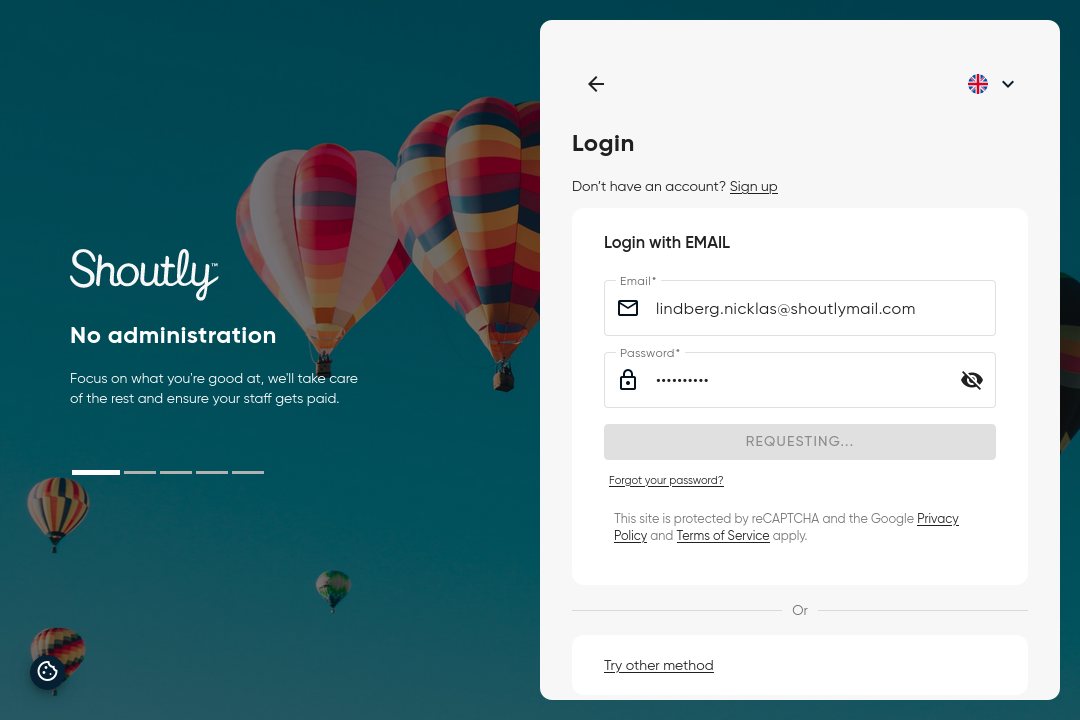 Shoutly™
No administration
Focus on what you're good at, we'll take care
of the rest and ensure your staff gets paid.
Login
Don't have an account? Sign up
Login with EMAIL
Email*
lindberg.nicklas@shoutlymail.com
Password*
••••••••••
REQUESTING...
Forgot your password?
This site is protected by reCAPTCHA and the Google Privacy
Policy and Terms of Service apply.
Or
Try other method